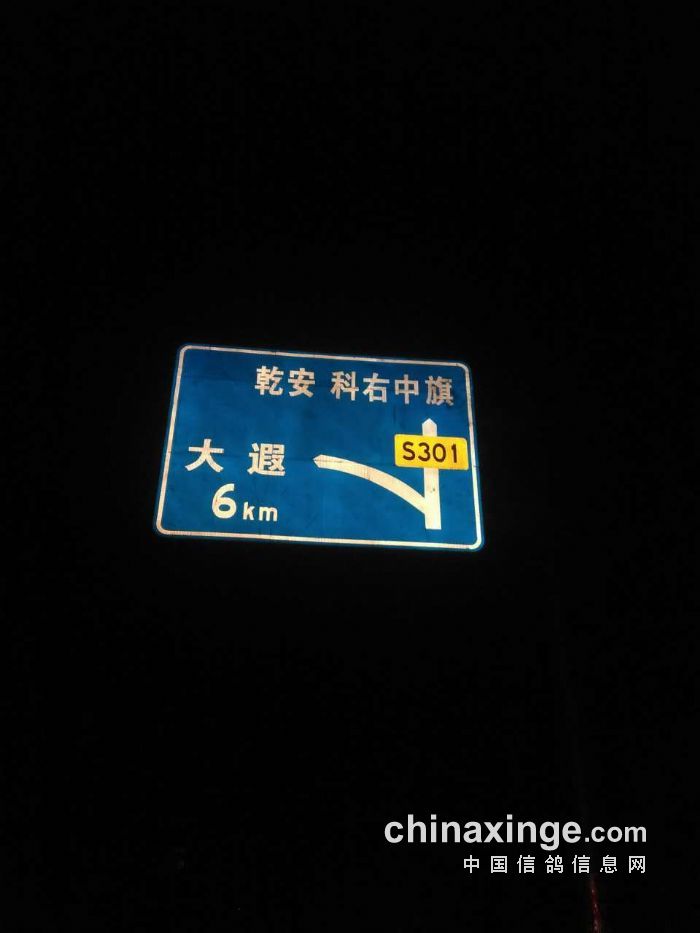 乾安 科右中旗
S301
大遐
6km
chinaxinge.com
中国信鸽信息网